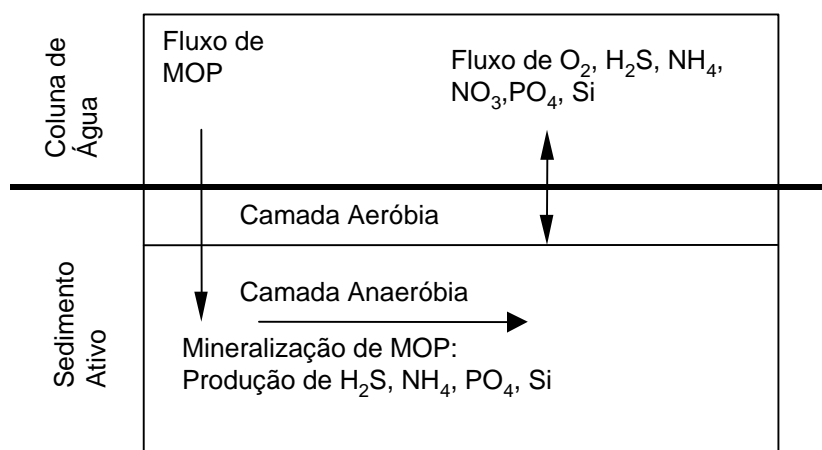 Coluna de
Água
Fluxo de
MOP
Fluxo de O₂, H₂S, NH₄,
NO₃,PO₄, Si
Camada Aeróbia
Sedimento
Ativo
Camada Anaeróbia
Mineralização de MOP:
Produção de H₂S, NH₄, PO₄, Si